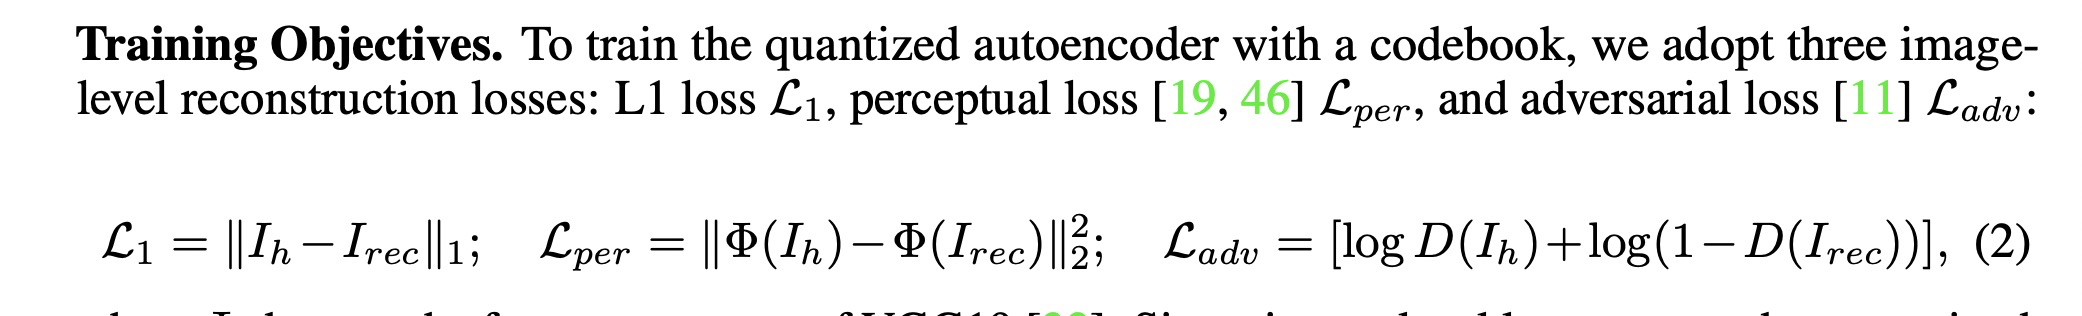 Training Objectives. To train the quantized autoencoder with a codebook, we adopt three image-
level reconstruction losses: L1 loss ℒ₁, perceptual loss [19, 46] ℒ_per, and adversarial loss [11] ℒ_adv:
ℒ₁ = ‖I_h − I_rec‖₁; ℒ_per = ‖Φ(I_h) − Φ(I_rec)‖₂²; ℒ_adv = [log D(I_h) + log(1 − D(I_rec))], (2)